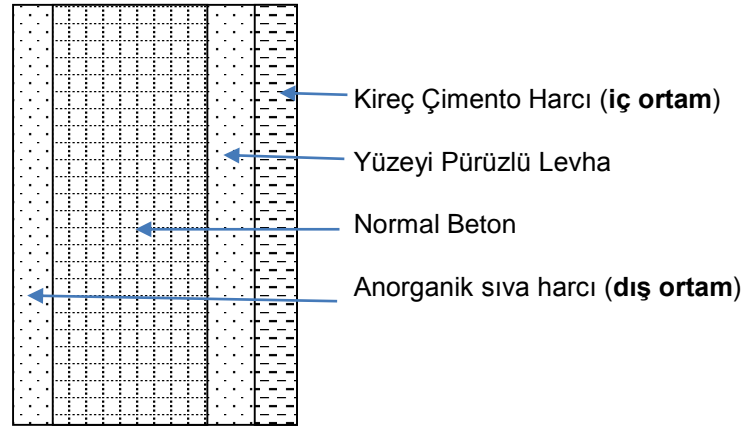 Kireç Çimento Harcı (iç ortam)
Yüzeyi Pürüzlü Levha
Normal Beton
Anorganik sıva harcı (dış ortam)